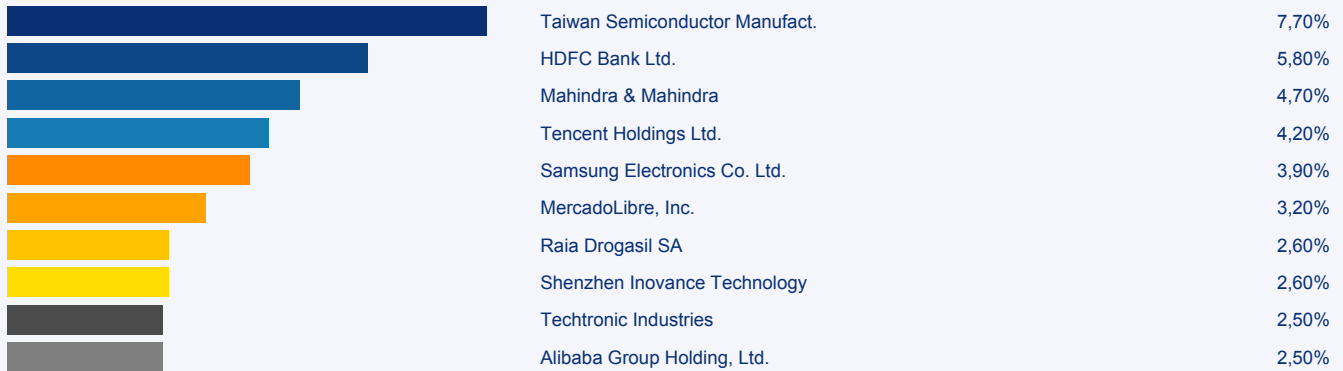 Taiwan Semiconductor Manufact. 7,70%
HDFC Bank Ltd. 5,80%
Mahindra & Mahindra 4,70%
Tencent Holdings Ltd. 4,20%
Samsung Electronics Co. Ltd. 3,90%
MercadoLibre, Inc. 3,20%
Raia Drogasil SA 2,60%
Shenzhen Inovance Technology 2,60%
Techtronic Industries 2,50%
Alibaba Group Holding, Ltd. 2,50%